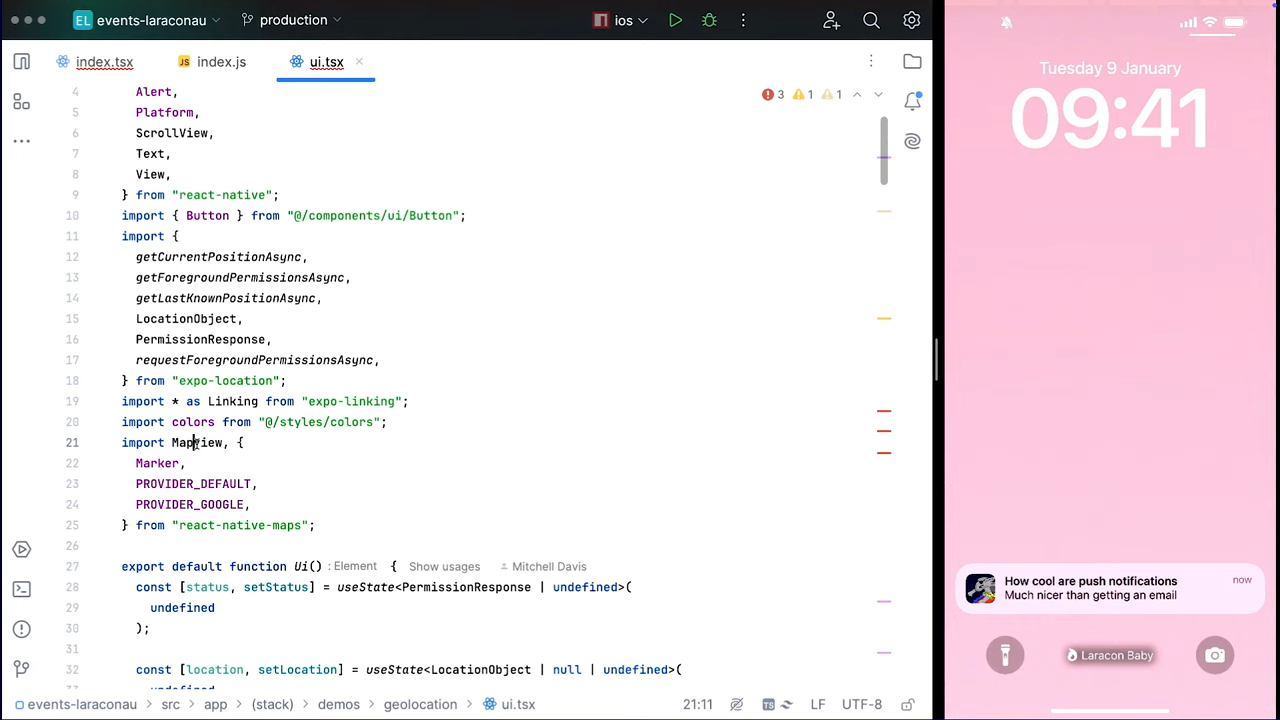 EL events-laraconau production ios
index.tsx JS index.js ui.tsx
3 1 1
4 Alert,
5 Platform,
6 ScrollView,
7 Text,
8 View,
9 } from "react-native";
10 import { Button } from "@/components/ui/Button";
11 import {
12 getCurrentPositionAsync,
13 getForegroundPermissionsAsync,
14 getLastKnownPositionAsync,
15 LocationObject,
16 PermissionResponse,
17 requestForegroundPermissionsAsync,
18 } from "expo-location";
19 import * as Linking from "expo-linking";
20 import colors from "@/styles/colors";
21 import MapView, {
22 Marker,
23 PROVIDER_DEFAULT,
24 PROVIDER_GOOGLE,
25 } from "react-native-maps";
26
27 export default function Ui() : Element { Show usages Mitchell Davis
28 const [status, setStatus] = useState<PermissionResponse | undefined>(
29 undefined
30 );
31
32 const [location, setLocation] = useState<LocationObject | null | undefined>(
events-laraconau src app (stack) demos geolocation ui.tsx 21:11 TS LF UTF-8
Tuesday 9 January
09:41
How cool are push notifications now
Much nicer than getting an email
Laracon Baby